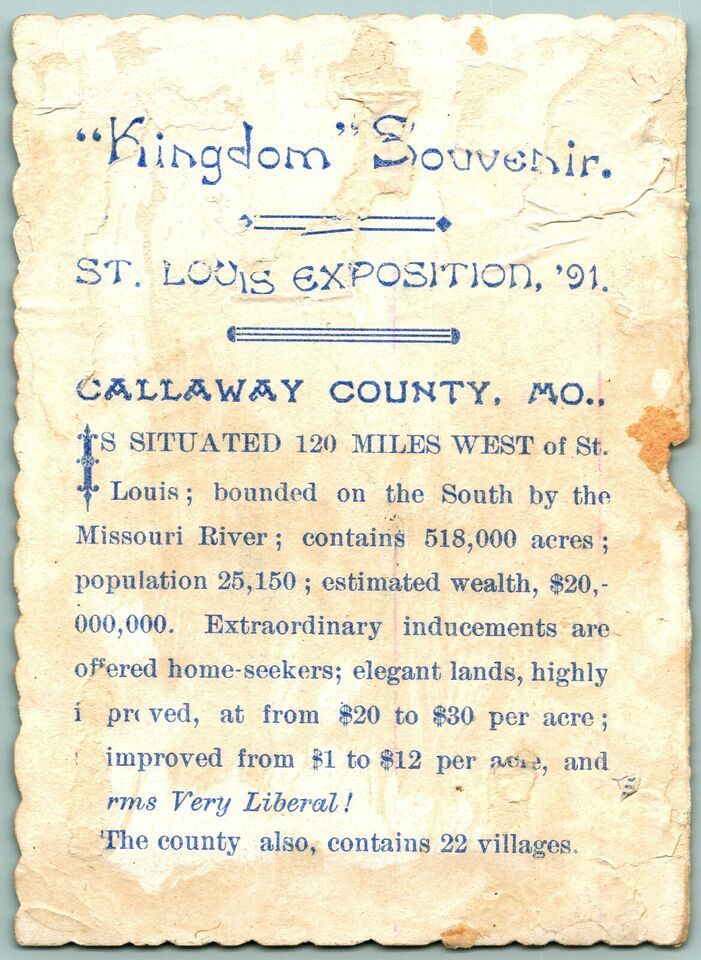 "Kingdom" Souvenir.
ST. LOUIS EXPOSITION, '91.
CALLAWAY COUNTY, MO.,
IS SITUATED 120 MILES WEST of St.
Louis; bounded on the South by the
Missouri River; contains 518,000 acres;
population 25,150; estimated wealth, $20,-
000,000. Extraordinary inducements are
offered home-seekers; elegant lands, highly
improved, at from $20 to $30 per acre;
improved from $1 to $12 per acre, and
rms Very Liberal!
The county also, contains 22 villages.